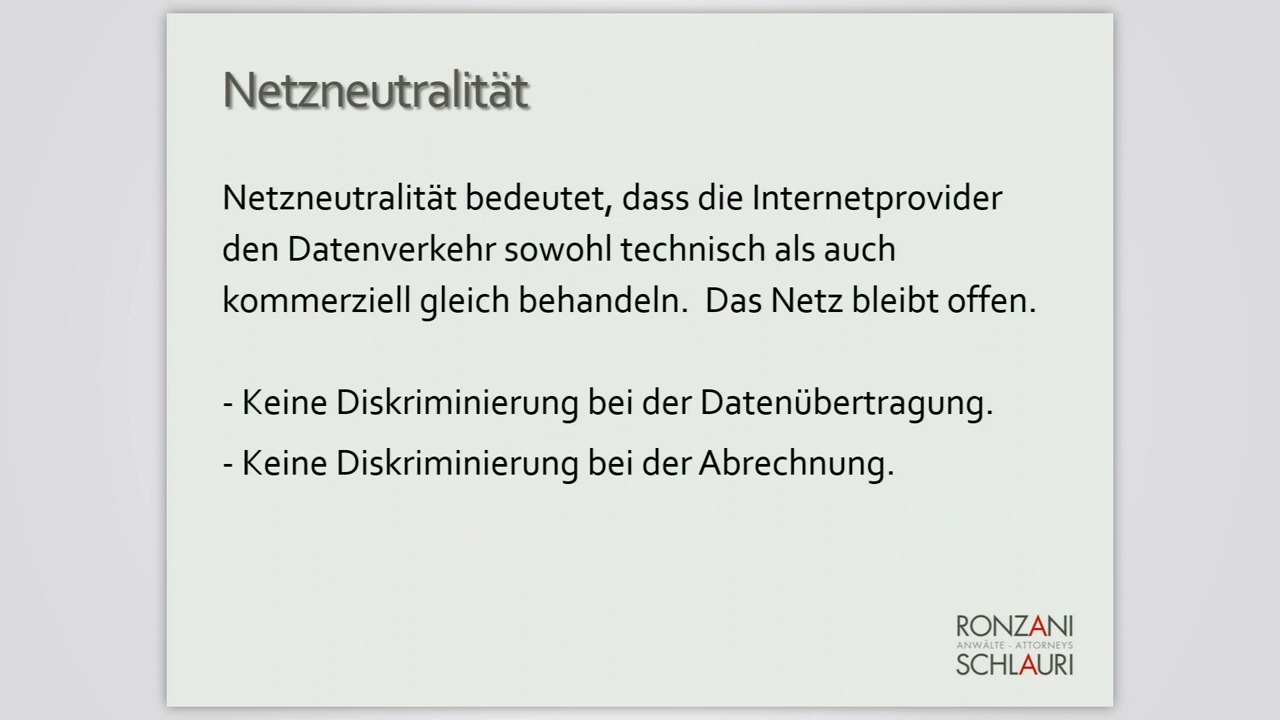 Netzneutralität
Netzneutralität bedeutet, dass die Internetprovider
den Datenverkehr sowohl technisch als auch
kommerziell gleich behandeln.  Das Netz bleibt offen.
- Keine Diskriminierung bei der Datenübertragung.
- Keine Diskriminierung bei der Abrechnung.
RONZANI
ANWÄLTE - ATTORNEYS
SCHLAURI